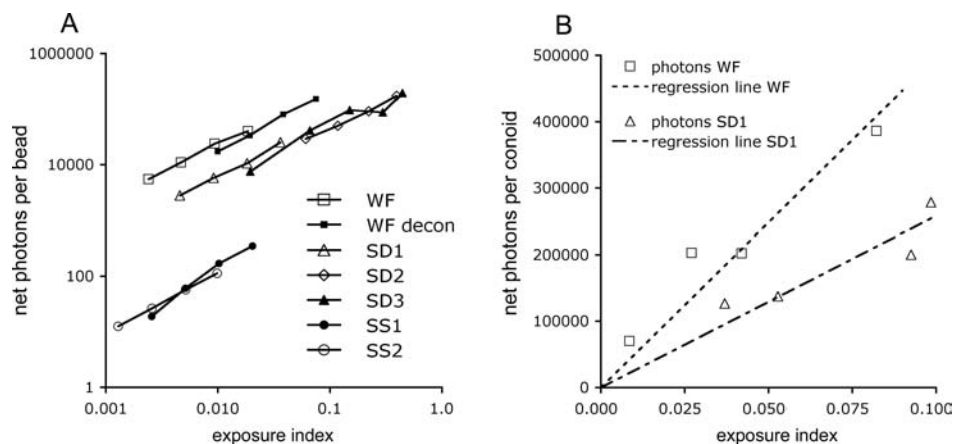 A
net photons per bead
1000000
10000
100
1
0.001
0.010
0.1
1.0
exposure index
WF
WF decon
SD1
SD2
SD3
SS1
SS2
B
net photons per conoid
500000
400000
300000
200000
100000
0
0.000
0.025
0.050
0.075
0.100
exposure index
photons WF
regression line WF
photons SD1
regression line SD1